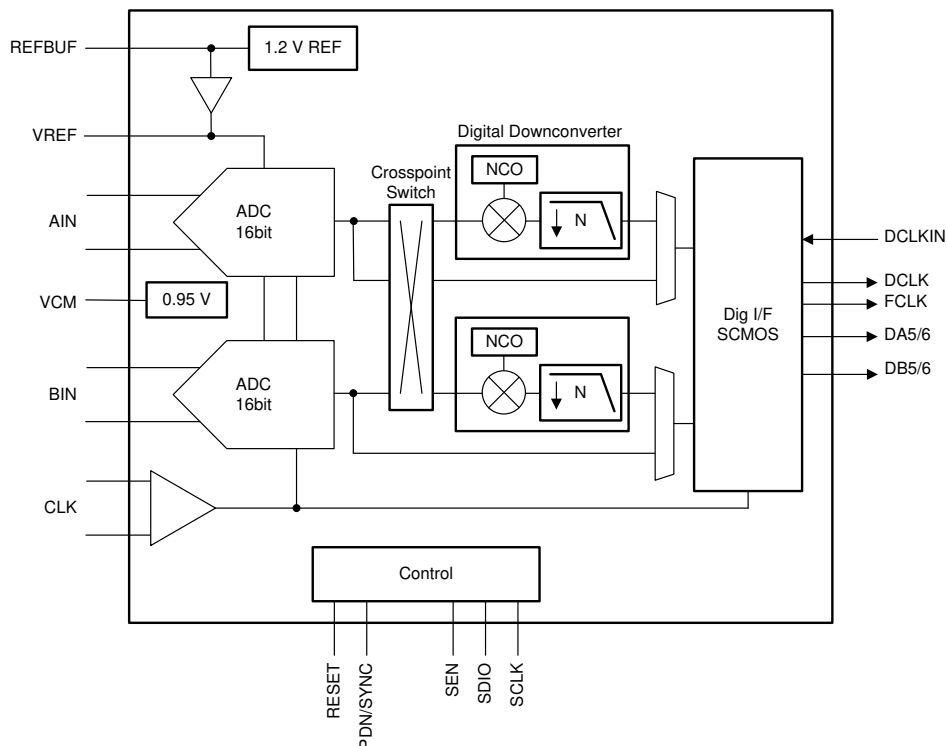 REFBUF
1.2 V REF
VREF
Digital Downconverter
NCO
Crosspoint
Switch
ADC
16bit
N
AIN
DCLKIN
VCM
0.95 V
DCLK
FCLK
Dig I/F
SCMOS
DA5/6
NCO
DB5/6
ADC
16bit
N
BIN
CLK
Control
RESET
PDN/SYNC
SEN
SDIO
SCLK